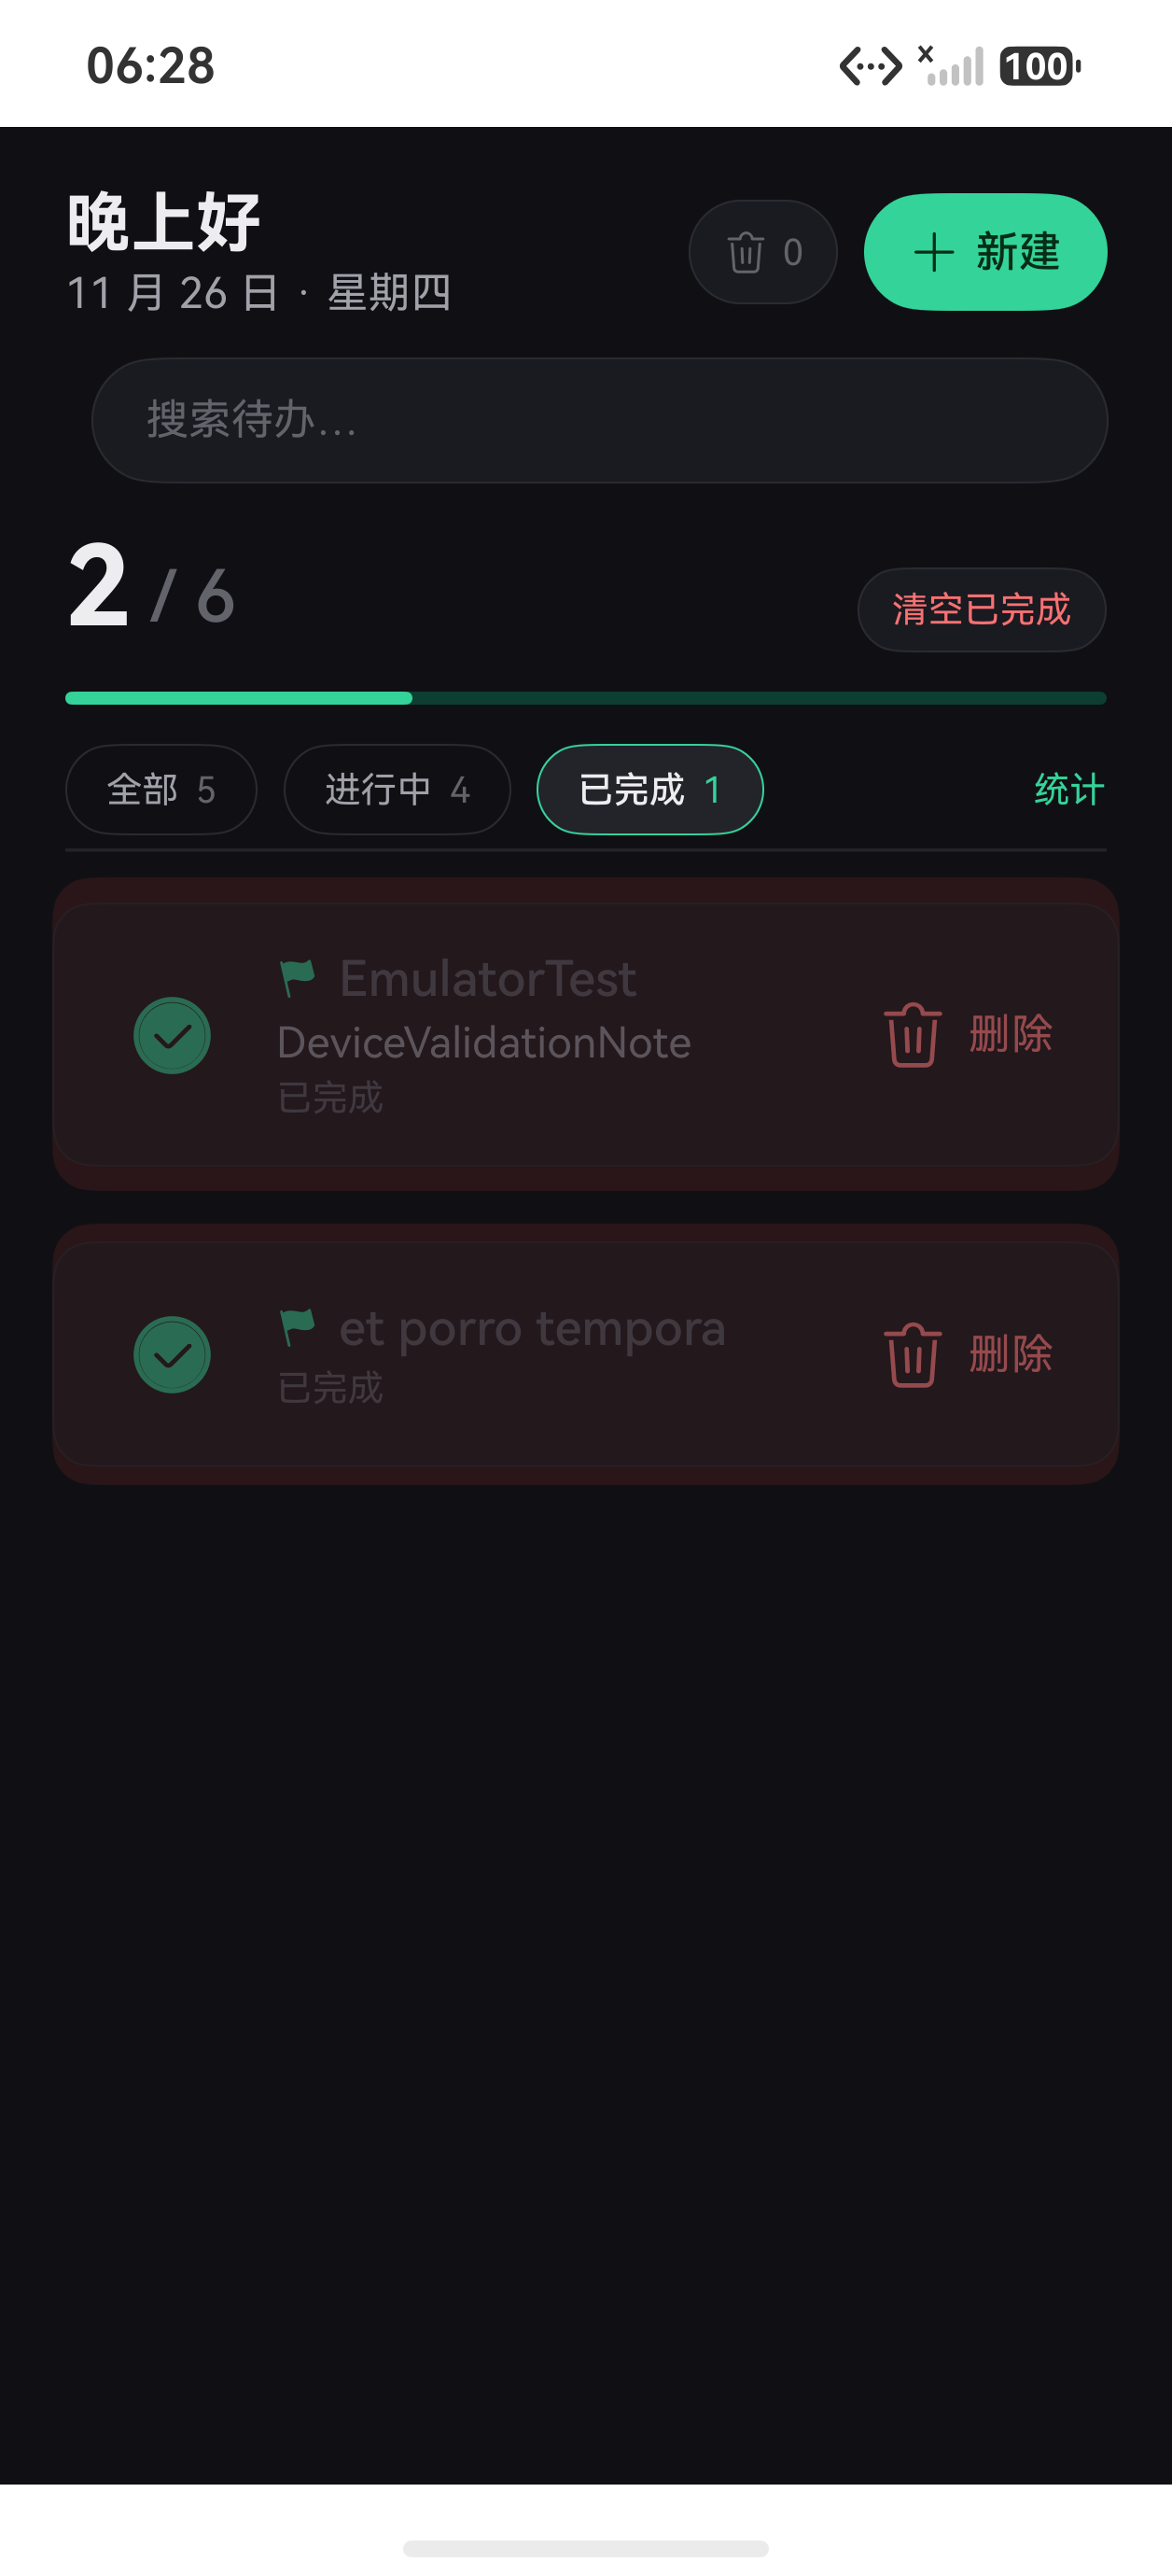 06:28
100
晚上好
11 月 26 日 · 星期四
0
新建
搜索待办...
2 / 6
清空已完成
全部 5
进行中 4
已完成 1
统计
EmulatorTest
DeviceValidationNote
已完成
删除
et porro tempora
已完成
删除